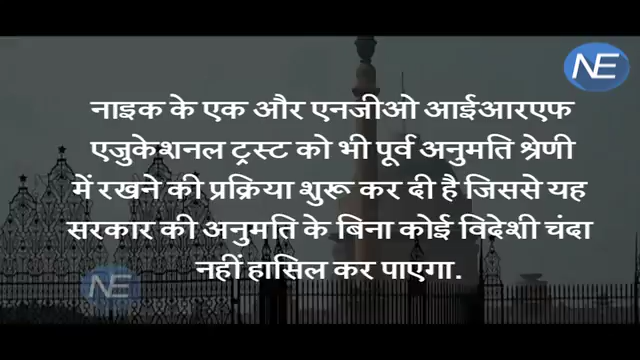 NE
नाइक के एक और एनजीओ आईआरएफ
एजुकेशनल ट्रस्ट को भी पूर्व अनुमति श्रेणी
में रखने की प्रक्रिया शुरू कर दी है जिससे यह
सरकार की अनुमति के बिना कोई विदेशी चंदा
नहीं हासिल कर पाएगा.
NE